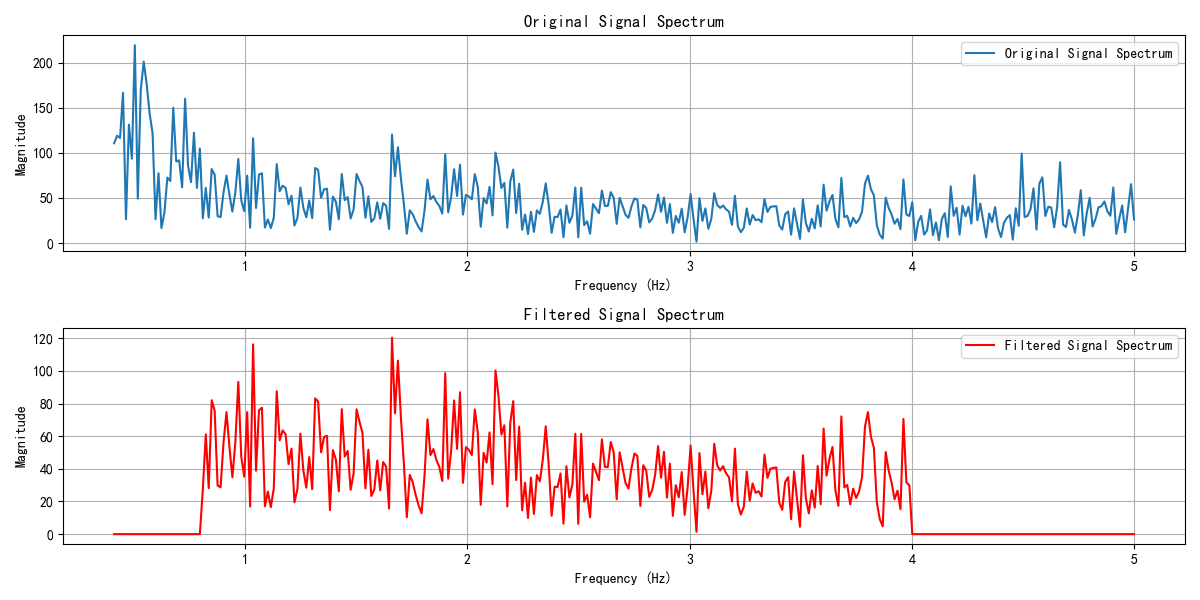 Original Signal Spectrum
Magnitude
200
150
100
50
0
Original Signal Spectrum
1 2 3 4 5
Frequency (Hz)
Filtered Signal Spectrum
Magnitude
120
100
80
60
40
20
0
Filtered Signal Spectrum
1 2 3 4 5
Frequency (Hz)